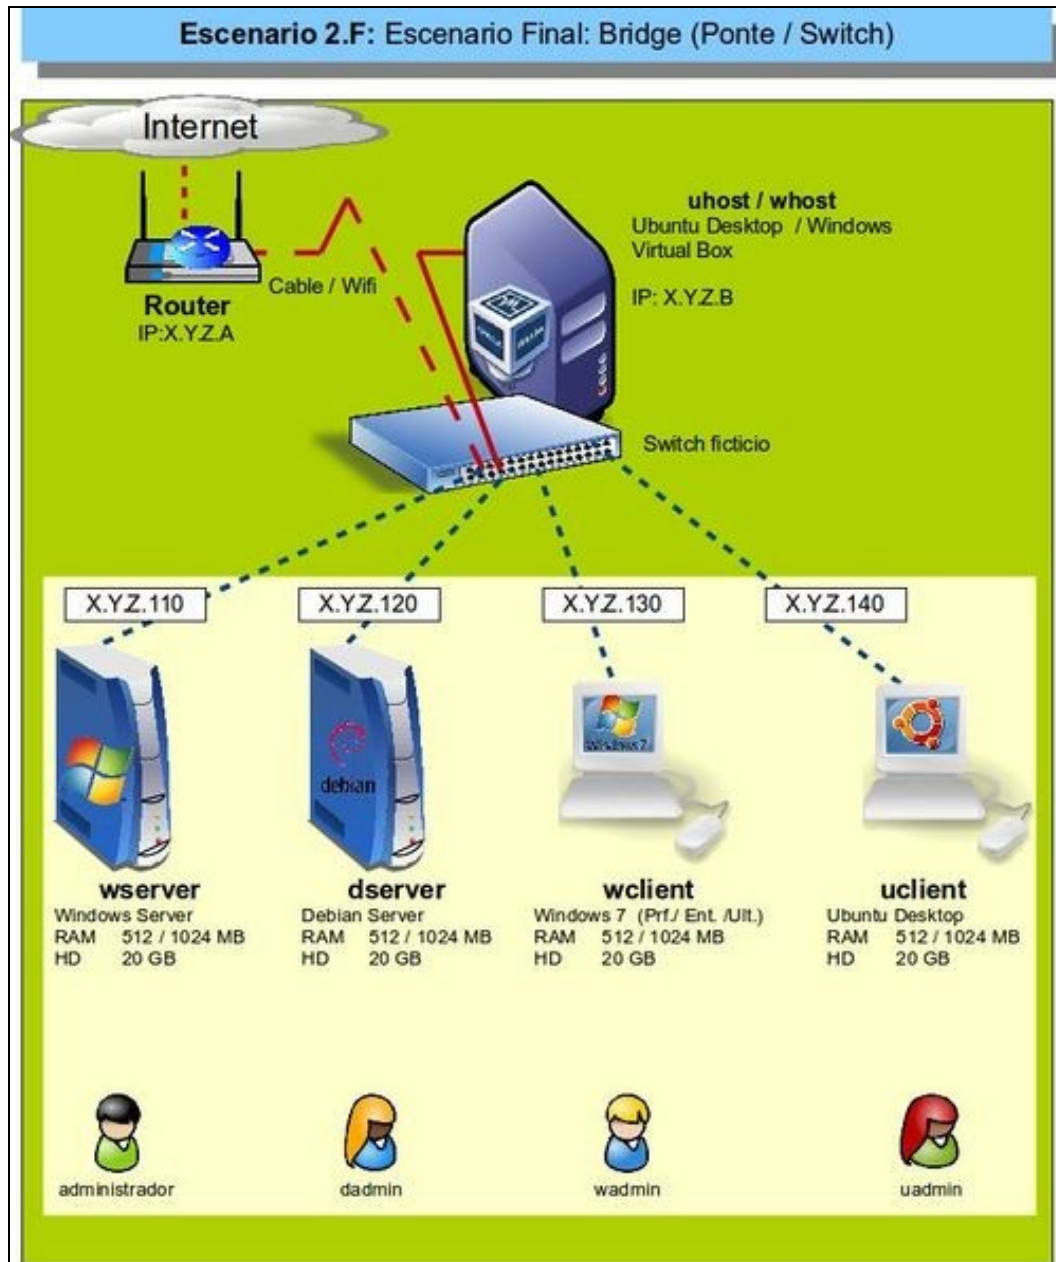 Escenario 2.F: Escenario Final: Bridge (Ponte / Switch)
Internet
uhost / whost
Ubuntu Desktop / Windows
Virtual Box
IP: X.Y.Z.B
Cable / Wifi
Router
IP:X.Y.Z.A
Switch ficticio
X.Y.Z.110
X.Y.Z.120
X.Y.Z.130
X.Y.Z.140
Windows 7
debian
wserver
Windows Server
RAM 512 / 1024 MB
HD 20 GB
dserver
Debian Server
RAM 512 / 1024 MB
HD 20 GB
wclient
Windows 7 (Prf./ Ent. /Ult.)
RAM 512 / 1024 MB
HD 20 GB
uclient
Ubuntu Desktop
RAM 512 / 1024 MB
HD 20 GB
administrador
dadmin
wadmin
uadmin